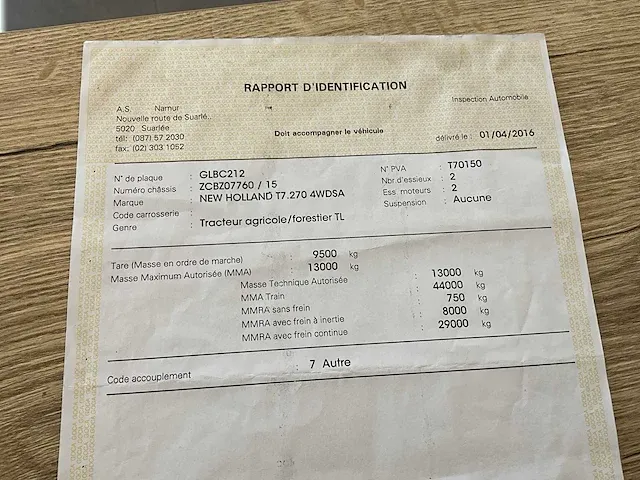 RAPPORT D'IDENTIFICATION
A.S. Namur
Nouvelle route de Suarlé.
5020 Suarlée
tél: (087) 57 2030
fax: (02) 303 1052
Inspection Automobile
Doit accompagner le véhicule
délivré le : 01/04/2016
N° de plaque : GLBC212
Numéro châssis : ZCBZ07760 / 15
Marque : NEW HOLLAND T7.270 4WDSA
Code carrosserie :
Genre : Tracteur agricole/forestier TL
N° PVA : T70150
Nbr.d'essieux : 2
Ess. moteurs : 2
Suspension : Aucune
Tare (Masse en ordre de marche) : 9500 kg
Masse Maximum Autorisée (MMA) : 13000 kg
Masse Technique Autorisée : 13000 kg
MMA Train : 44000 kg
MMRA sans frein : 750 kg
MMRA avec frein à inertie : 8000 kg
MMRA avec frein continue : 29000 kg
Code accouplement : 7 Autre